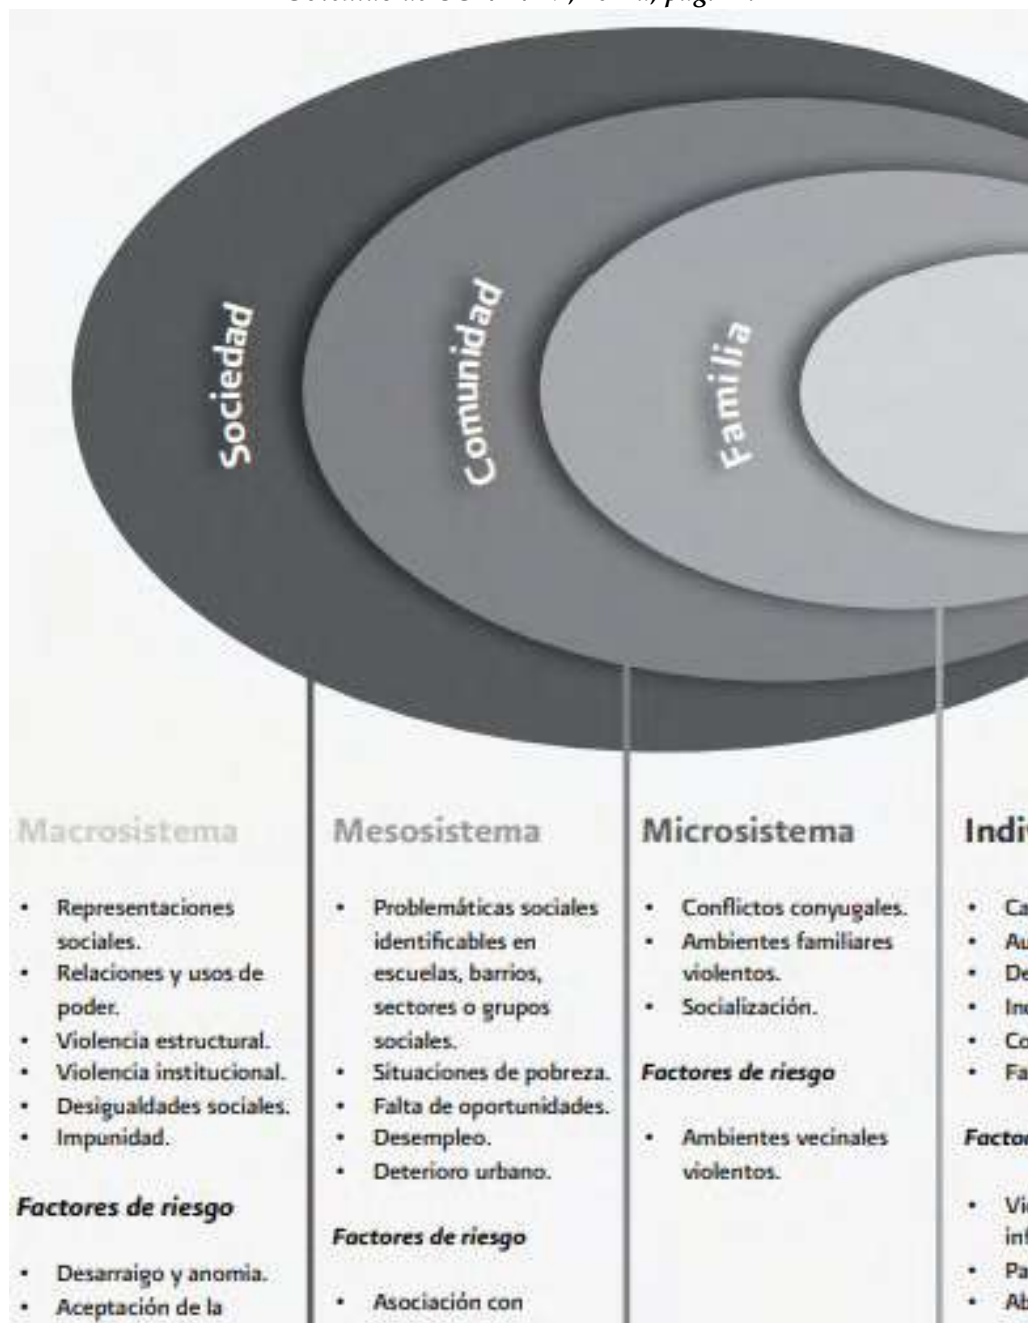 Sociedad
Comunidad
Familia
Macrosistema
• Representaciones
sociales.
• Relaciones y usos de
poder.
• Violencia estructural.
• Violencia institucional.
• Desigualdades sociales.
• Impunidad.
Factores de riesgo
• Desarraigo y anomia.
• Aceptación de la
Mesosistema
• Problemáticas sociales
identificables en
escuelas, barrios,
sectores o grupos
sociales.
• Situaciones de pobreza.
• Falta de oportunidades.
• Desempleo.
• Deterioro urbano.
Factores de riesgo
• Asociación con
Microsistema
• Conflictos conyugales.
• Ambientes familiares
violentos.
• Socialización.
Factores de riesgo
• Ambientes vecinales
violentos.